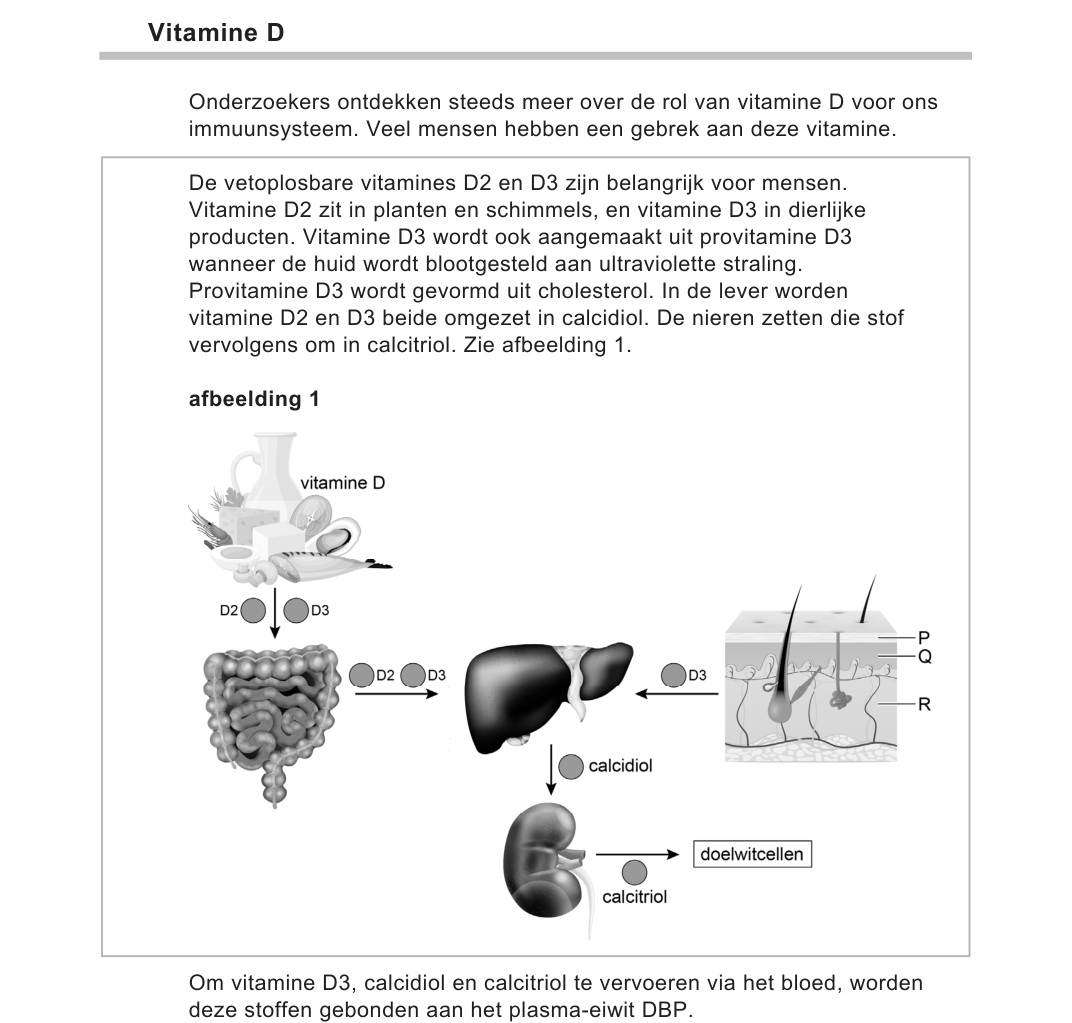 Vitamine D
Onderzoekers ontdekken steeds meer over de rol van vitamine D voor ons
immuunsysteem. Veel mensen hebben een gebrek aan deze vitamine.
De vetoplosbare vitamines D2 en D3 zijn belangrijk voor mensen.
Vitamine D2 zit in planten en schimmels, en vitamine D3 in dierlijke
producten. Vitamine D3 wordt ook aangemaakt uit provitamine D3
wanneer de huid wordt blootgesteld aan ultraviolette straling.
Provitamine D3 wordt gevormd uit cholesterol. In de lever worden
vitamine D2 en D3 beide omgezet in calcidiol. De nieren zetten die stof
vervolgens om in calcitriol. Zie afbeelding 1.
afbeelding 1
vitamine D
D2 D3
P
Q
D2 D3
D3
R
calcidiol
doelwitcellen
calcitriol
Om vitamine D3, calcidiol en calcitriol te vervoeren via het bloed, worden
deze stoffen gebonden aan het plasma-eiwit DBP.